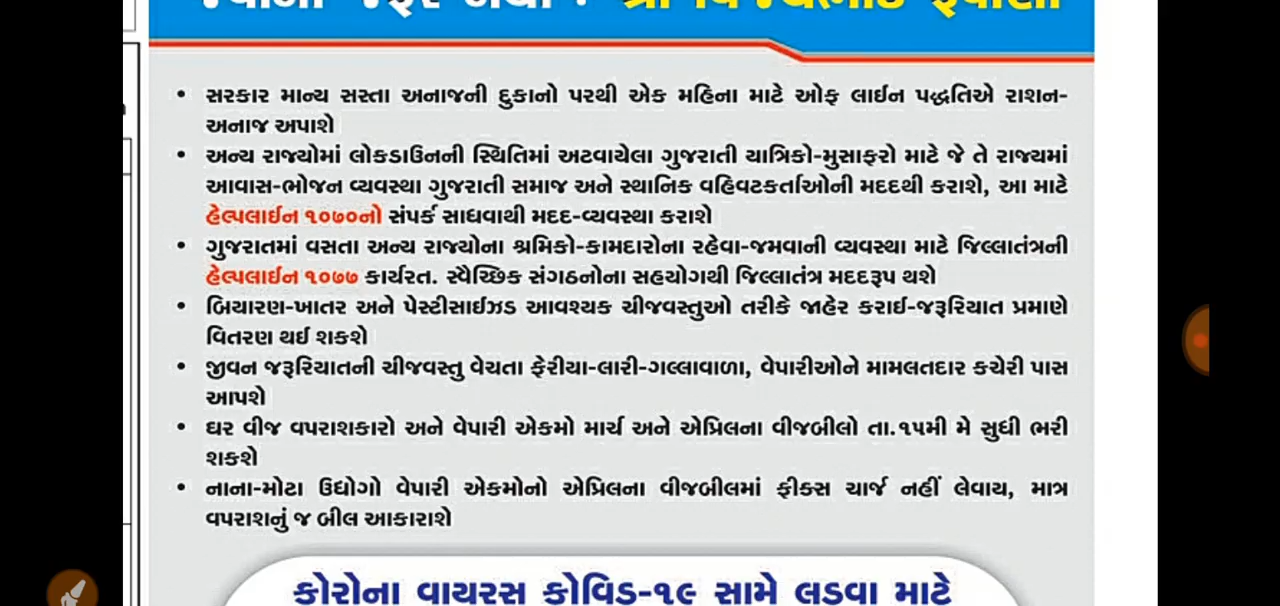 • સરકાર માન્ય સસ્તા અનાજની દુકાનો પરથી એક મહિના માટે ઓફ લાઈન પદ્ધતિએ રાશન-
અનાજ અપાશે
• અન્ય રાજ્યોમાં લોકડાઉનની સ્થિતિમાં અટવાયેલા ગુજરાતી યાત્રિકો-મુસાફરો માટે જે તે રાજ્યમાં
આવાસ-ભોજન વ્યવસ્થા ગુજરાતી સમાજ અને સ્થાનિક વહિવટકર્તાઓની મદદથી કરાશે, આ માટે
હેલ્પલાઈન ૧૦૭૦નો સંપર્ક સાધવાથી મદદ-વ્યવસ્થા કરાશે
• ગુજરાતમાં વસતા અન્ય રાજ્યોના શ્રમિકો-કામદારોના રહેવા-જમવાની વ્યવસ્થા માટે જિલ્લાતંત્રની
હેલ્પલાઈન ૧૦૭૭ કાર્યરત. સ્વૈચ્છિક સંગઠનોના સહયોગથી જિલ્લાતંત્ર મદદરૂપ થશે
• બિયારણ-ખાતર અને પેસ્ટીસાઈઝડ આવશ્યક ચીજવસ્તુઓ તરીકે જાહેર કરાઈ-જરૂરિયાત પ્રમાણે
વિતરણ થઈ શકશે
• જીવન જરૂરિયાતની ચીજવસ્તુ વેચતા ફેરીયા-લારી-ગલ્લાવાળા, વેપારીઓને મામલતદાર કચેરી પાસ
આપશે
• ઘર વીજ વપરાશકારો અને વેપારી એકમો માર્ચ અને એપ્રિલના વીજબીલો તા.૧૫મી મે સુધી ભરી
શકશે
• નાના-મોટા ઉદ્યોગો વેપારી એકમોનો એપ્રિલના વીજબીલમાં ફીક્સ ચાર્જ નહીં લેવાય, માત્ર
વપરાશનું જ બીલ આકારાશે
કોરોના વાયરસ કોવિડ-૧૯ સામે લડવા માટે